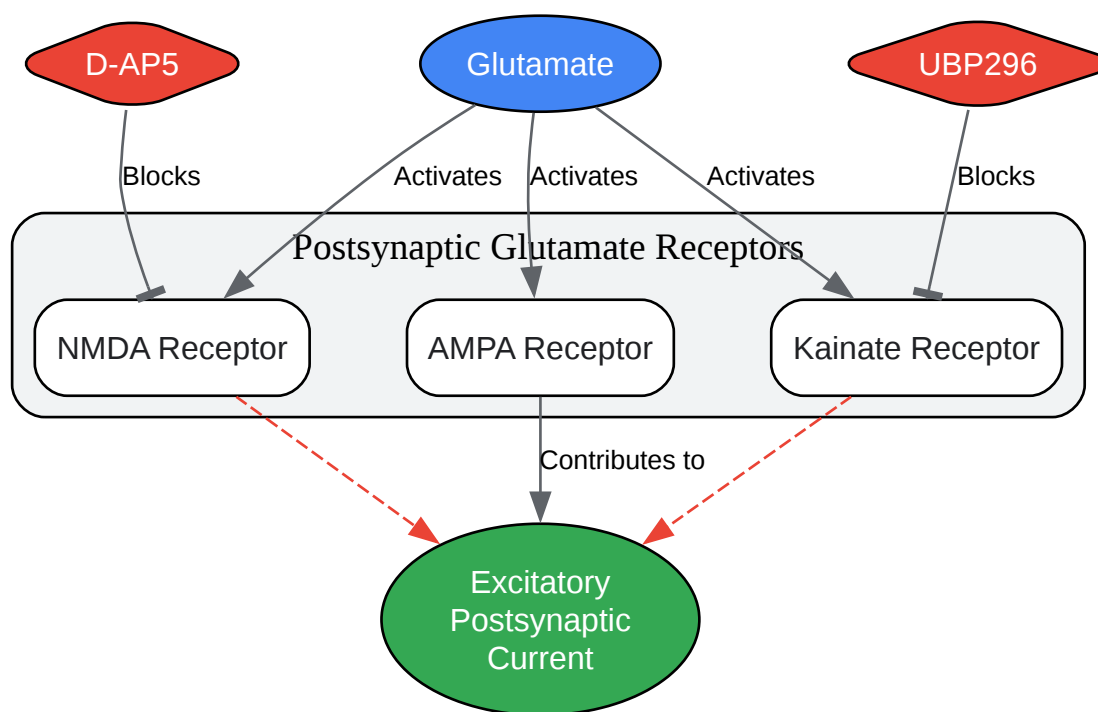 D-AP5
Glutamate
UBP296
Blocks
Activates
Activates
Activates
Blocks
Postsynaptic Glutamate Receptors
NMDA Receptor
AMPA Receptor
Kainate Receptor
Contributes to
Excitatory
Postsynaptic
Current